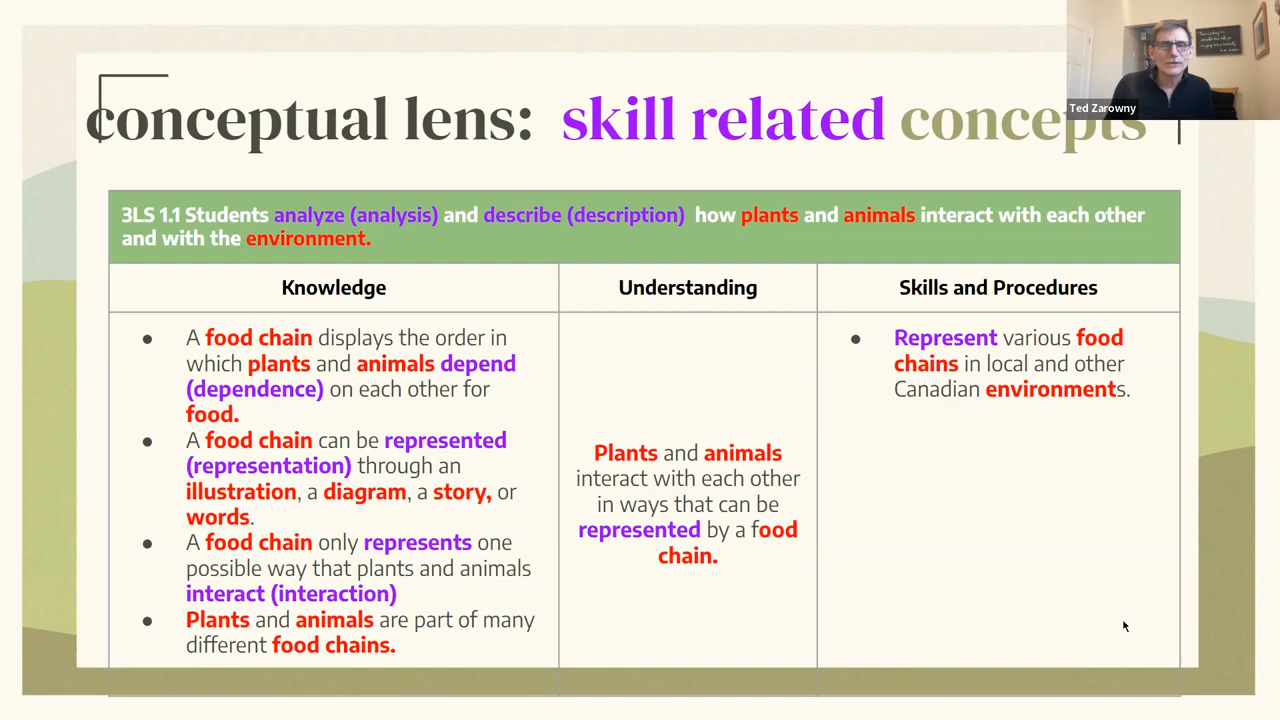 conceptual lens: skill related concepts
Ted Zarowny
3LS 1.1 Students analyze (analysis) and describe (description) how plants and animals interact with each other
and with the environment.
Knowledge
Understanding
Skills and Procedures
● A food chain displays the order in
which plants and animals depend
(dependence) on each other for
food.
● A food chain can be represented
(representation) through an
illustration, a diagram, a story, or
words.
● A food chain only represents one
possible way that plants and animals
interact (interaction)
● Plants and animals are part of many
different food chains.
Plants and animals
interact with each other
in ways that can be
represented by a food
chain.
● Represent various food
chains in local and other
Canadian environments.